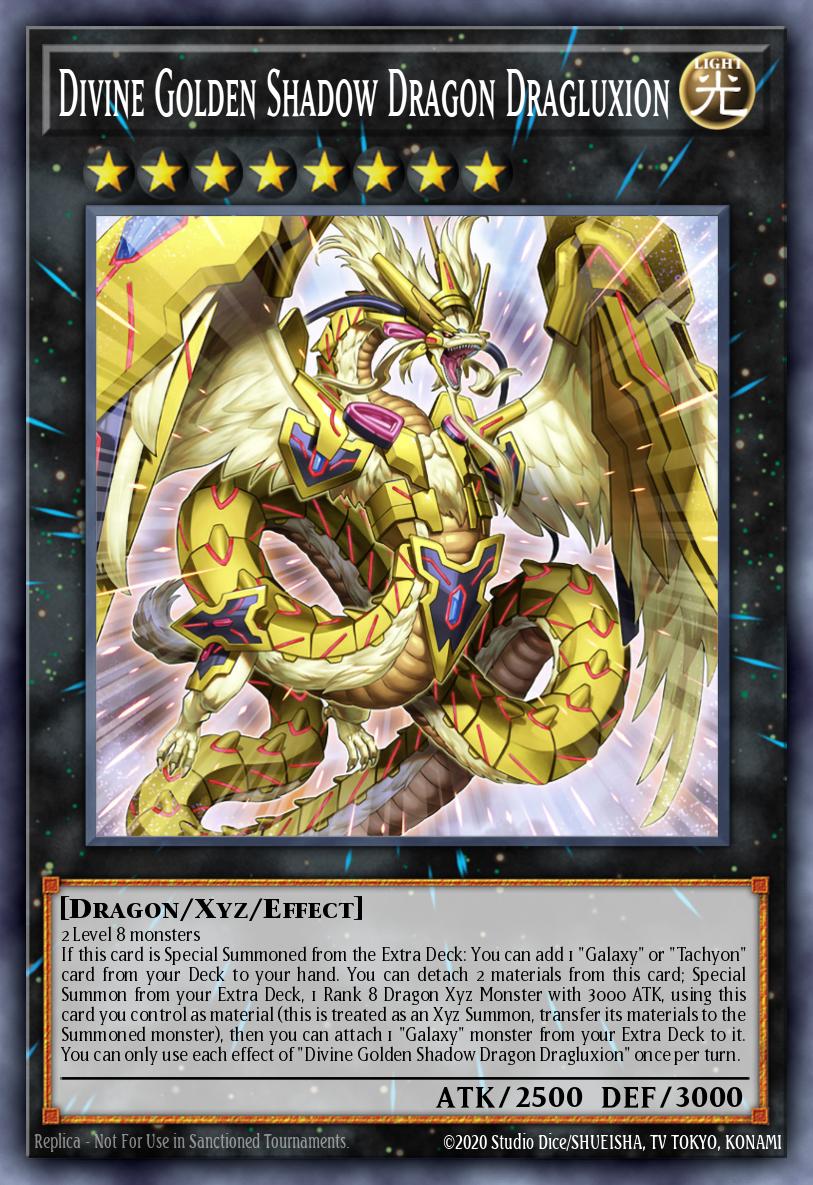 Divine Golden Shadow Dragon Dragluxion
LIGHT
光
[Dragon/Xyz/Effect]
2 Level 8 monsters
If this card is Special Summoned from the Extra Deck: You can add 1 "Galaxy" or "Tachyon"
card from your Deck to your hand. You can detach 2 materials from this card; Special
Summon from your Extra Deck, 1 Rank 8 Dragon Xyz Monster with 3000 ATK, using this
card you control as material (this is treated as an Xyz Summon, transfer its materials to the
Summoned monster), then you can attach 1 "Galaxy" monster from your Extra Deck to it.
You can only use each effect of "Divine Golden Shadow Dragon Dragluxion" once per turn.
ATK/2500 DEF/3000
Replica - Not For Use in Sanctioned Tournaments.
©2020 Studio Dice/SHUEISHA, TV TOKYO, KONAMI